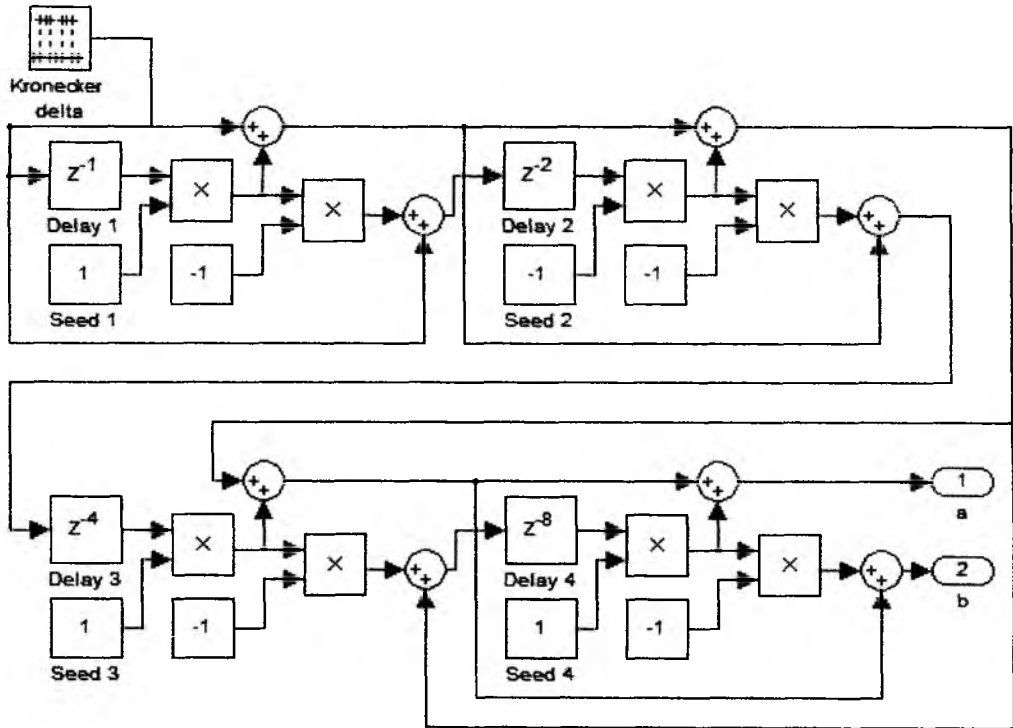 Kronecker
delta
+
+
+
+
z-1
×
×
z-2
×
×
+
+
+
+
Delay 1
Delay 2
1
-1
-1
-1
Seed 1
Seed 2
+
+
+
+
1
a
z-4
×
×
z-8
×
×
+
+
+
+
2
b
Delay 3
Delay 4
1
-1
1
-1
Seed 3
Seed 4